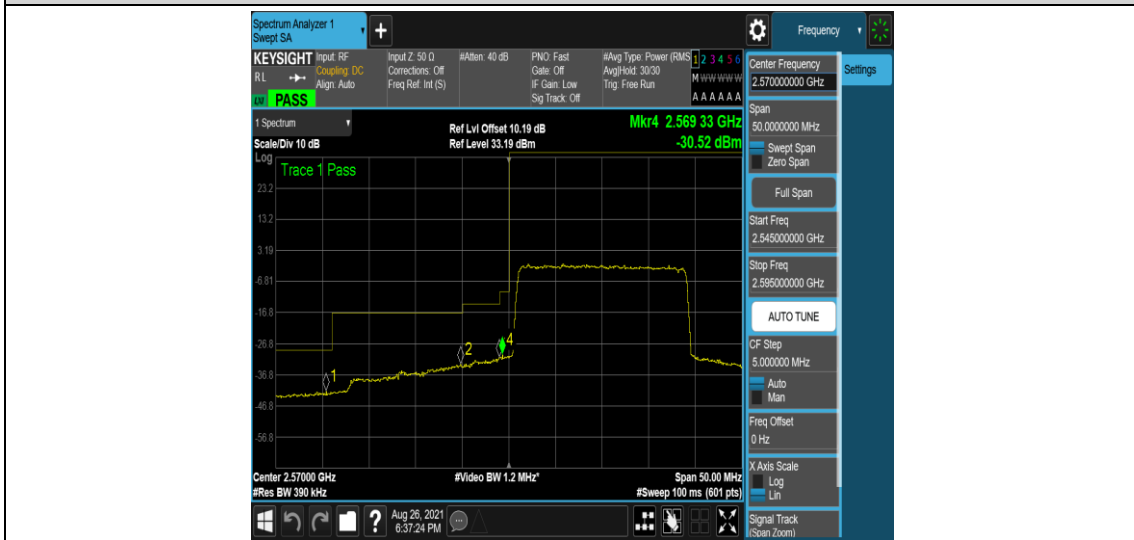 Spectrum Analyzer 1
Swept SA
+
Frequency
KEYSIGHT
RL
PASS
Input: RF
Coupling: DC
Align: Auto
Input Z: 50 Ω
Corrections: Off
Freq Ref: Int (S)
#Atten: 40 dB
PNO: Fast
Gate: Off
IF Gain: Low
Sig Track: Off
#Avg Type: Power (RMS
Avg|Hold: 30/30
Trig: Free Run
1 2 3 4 5 6
M W W W W W
A A A A A A
1 Spectrum
Scale/Div 10 dB
Ref Lvl Offset 10.19 dB
Ref Level 33.19 dBm
Mkr4 2.569 33 GHz
-30.52 dBm
Log
Trace 1 Pass
23.2
13.2
3.19
-6.81
-16.8
-26.8
-36.8
-46.8
-56.8
1
2
4
Center 2.57000 GHz
#Res BW 390 kHz
#Video BW 1.2 MHz*
Span 50.00 MHz
#Sweep 100 ms (601 pts)
?
Aug 26, 2021
6:37:24 PM
Center Frequency
2.570000000 GHz
Settings
Span
50.0000000 MHz
Swept Span
Zero Span
Full Span
Start Freq
2.545000000 GHz
Stop Freq
2.595000000 GHz
AUTO TUNE
CF Step
5.000000 MHz
Auto
Man
Freq Offset
0 Hz
X Axis Scale
Log
Lin
Signal Track
(Span Zoom)